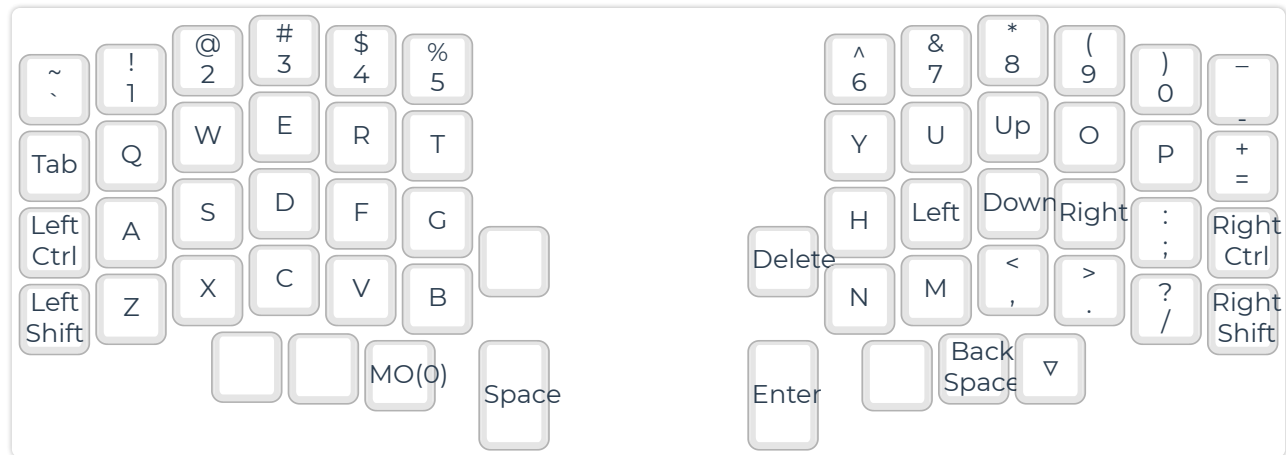 ~ ! @ # $ % ^ & * ( ) _
` 1 2 3 4 5 6 7 8 9 0 -
Tab Q W E R T Y U Up O P + =
Left Ctrl A S D F G H Left Down Right : ; Right Ctrl
Delete
Left Shift Z X C V B N M < , > . ? / Right Shift
MO(0) Space Enter Back Space ▽